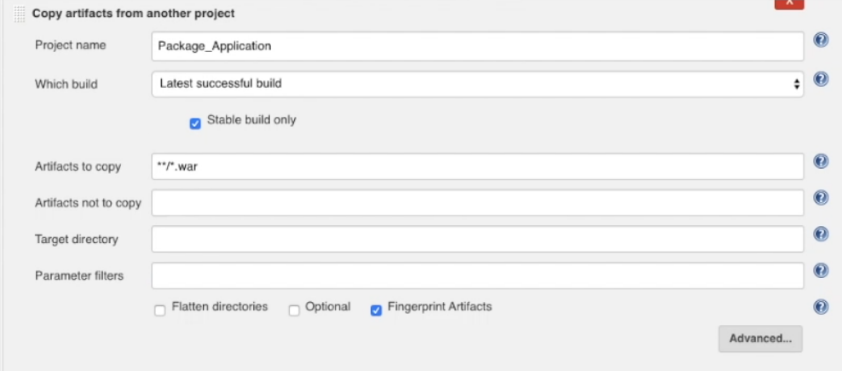 X
Copy artifacts from another project
Project name Package_Application
Which build Latest successful build
Stable build only
Artifacts to copy **/*.war
Artifacts not to copy
Target directory
Parameter filters
Flatten directories Optional Fingerprint Artifacts
Advanced...